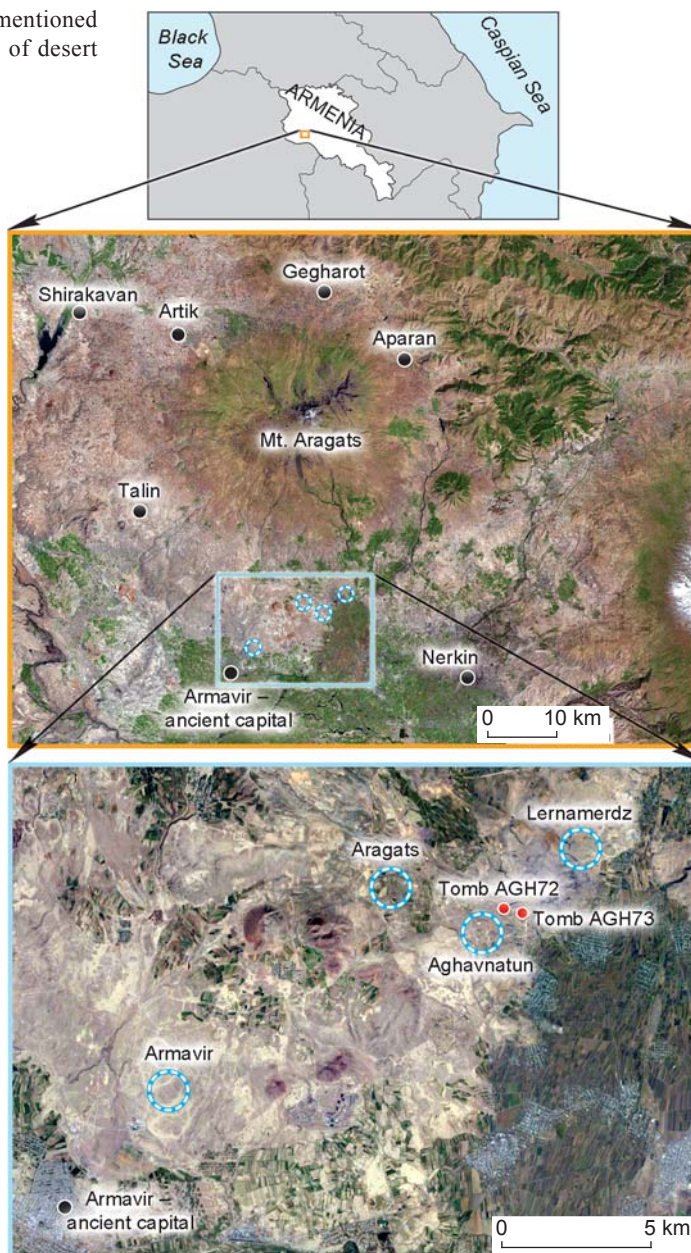 mentioned
of desert
Black
Sea
Caspian Sea
ARMENIA
Gegharot
Shirakavan
Artik
Aparan
Mt. Aragats
Talin
Nerkin
Armavir –
ancient capital
0 10 km
Lernamerdz
Aragats
Tomb AGH72
Tomb AGH73
Aghavnatun
Armavir
Armavir –
ancient capital
0 5 km